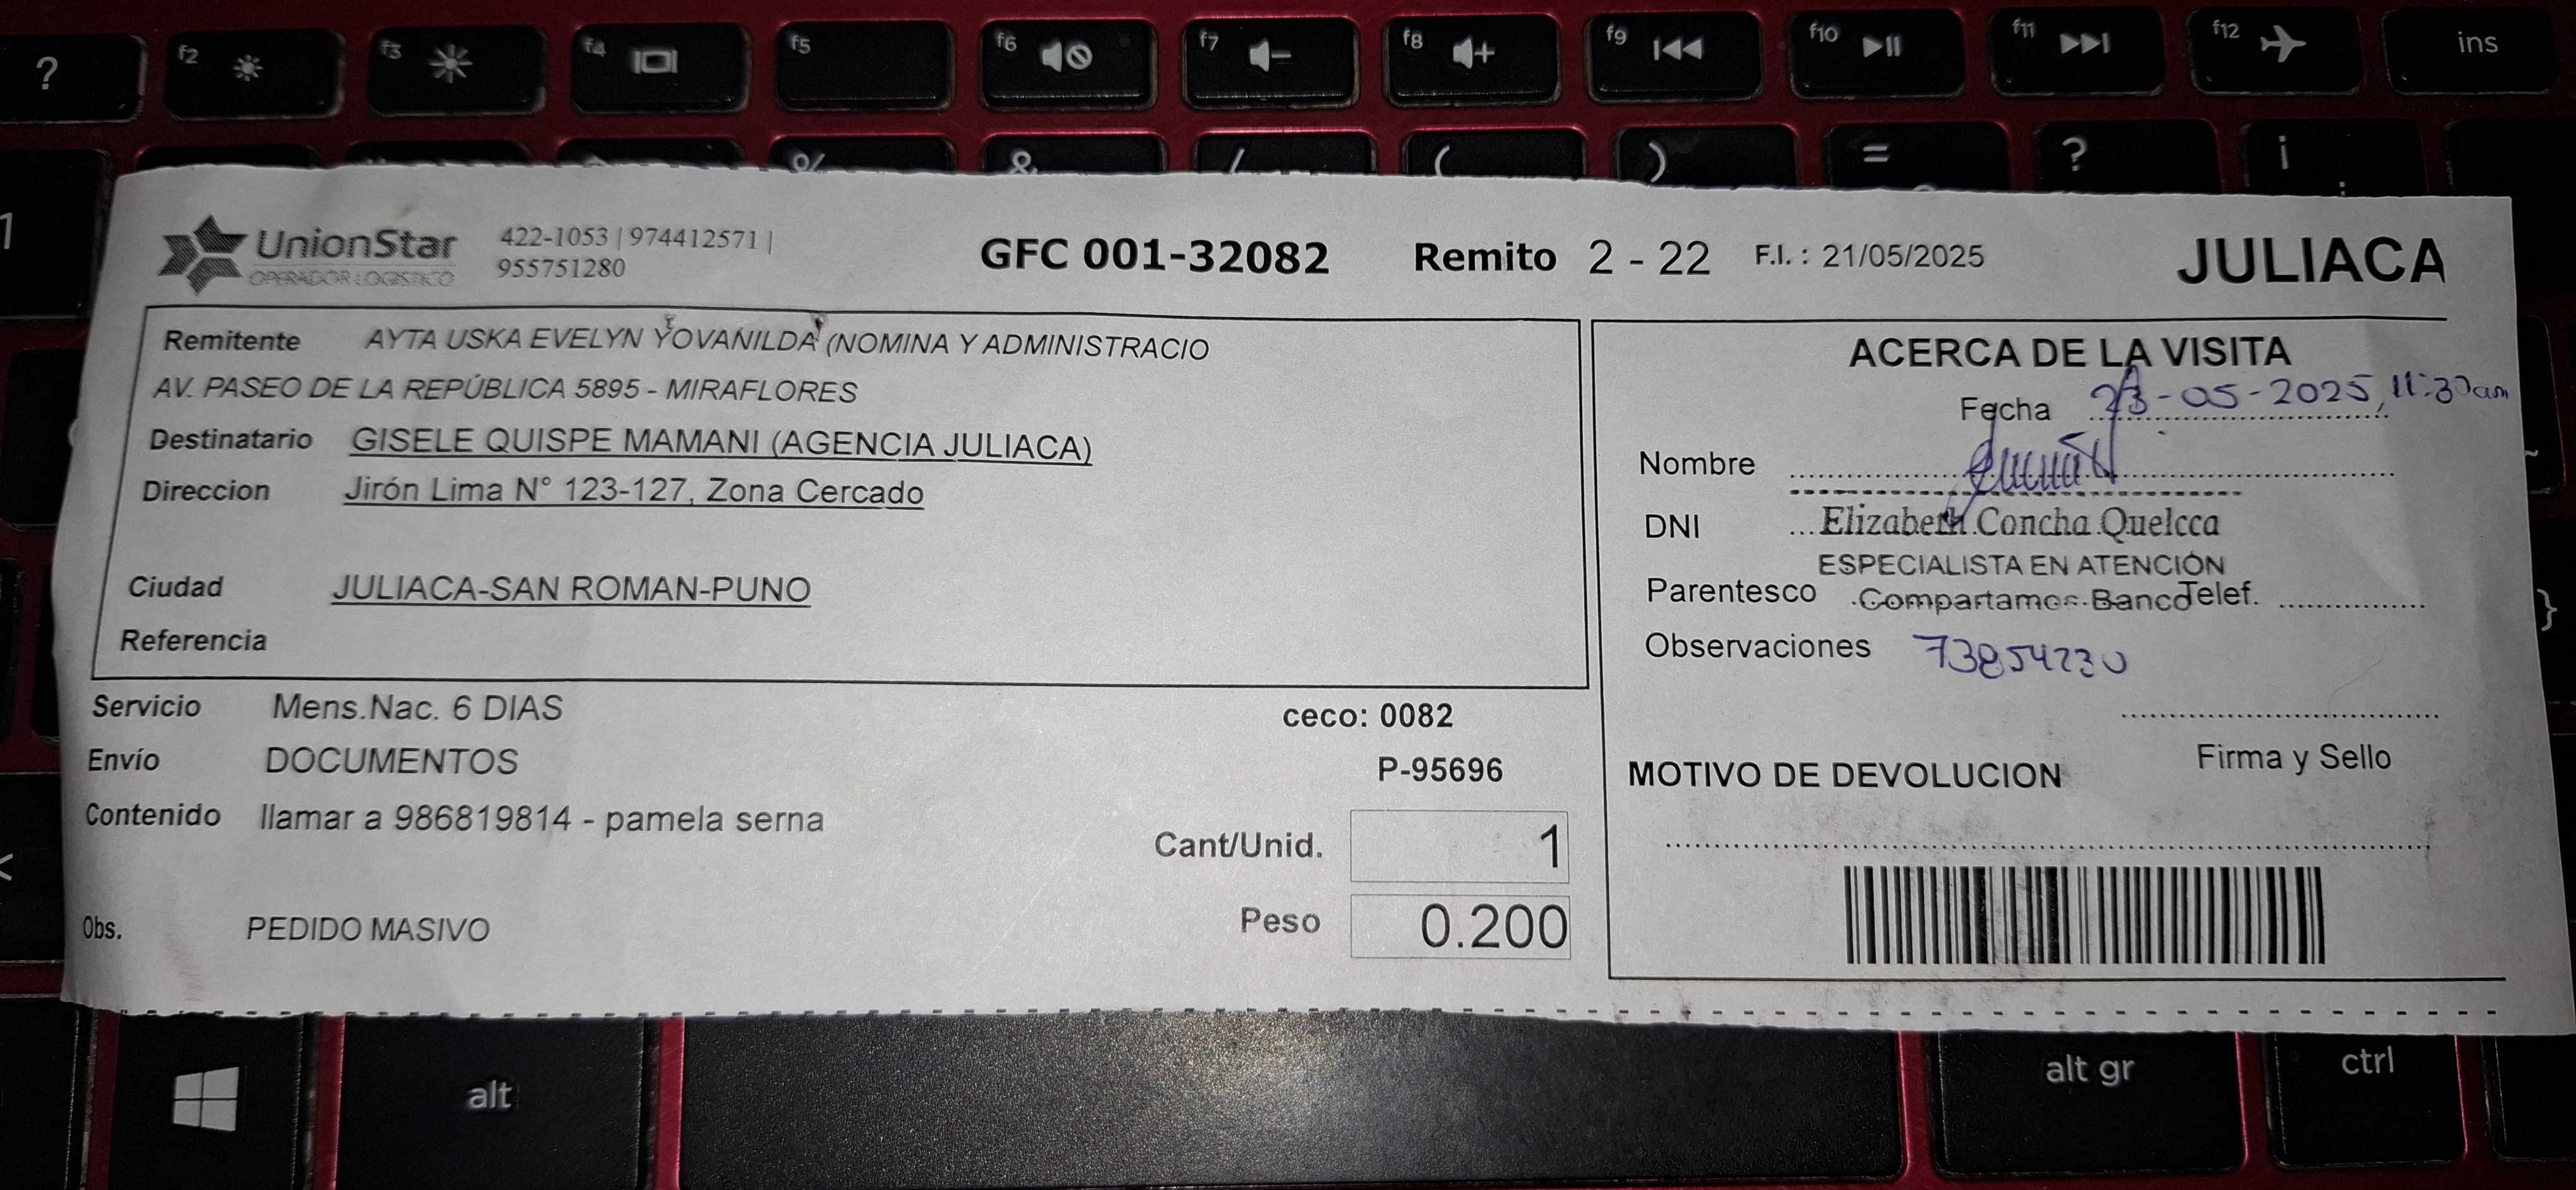 ? f2 f3 f4 f5 f6 f7 f8 f9 f10 f11 f12 ins
% & / ( ) = ? ¡
1
UnionStar
OPERADOR LOGISTICO
422-1053 | 974412571 |
955751280
GFC 001-32082 Remito 2 - 22 F.I. : 21/05/2025 JULIACA
Remitente AYTA USKA EVELYN YOVANILDA (NOMINA Y ADMINISTRACIO
AV. PASEO DE LA REPÚBLICA 5895 - MIRAFLORES
Destinatario GISELE QUISPE MAMANI (AGENCIA JULIACA)
Direccion Jirón Lima N° 123-127, Zona Cercado
Ciudad JULIACA-SAN ROMAN-PUNO
Referencia
Servicio Mens.Nac. 6 DIAS
ceco: 0082
Envío DOCUMENTOS
P-95696
Contenido llamar a 986819814 - pamela serna
Cant/Unid. 1
Peso 0.200
Obs. PEDIDO MASIVO
ACERCA DE LA VISITA
Fecha 23-05-2025, 11:30am
Nombre
DNI Elizabeth Concha Quelcca
ESPECIALISTA EN ATENCIÓN
Parentesco Compartamos Banco Telef.
Observaciones 73854230
Firma y Sello
MOTIVO DE DEVOLUCION
<
}
alt
alt gr
ctrl